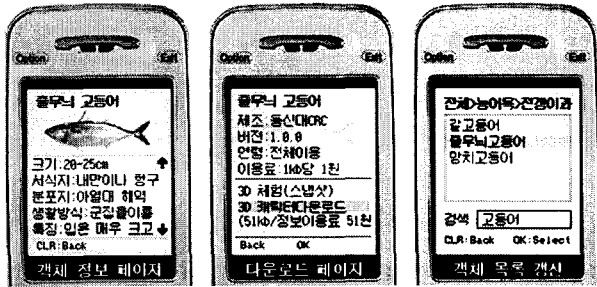 Option Exit
줄무늬 고등어
크기:20-25cm
서식지:내만이나 항구
분포지:아열대 해역
생활방식:군집을이룸
특징:입은 매우 크고
CLR:Back
객체 정보 페이지
Option Exit
줄무늬 고등어
제조:동신대CRC
버전:1.0.0
연령:전체이용
이용료:1kb당 1원
3D 체험(스냅샷)
3D 캐릭터다운로드
(51kb/정보이용료 51원
Back OK
다운로드 페이지
Option Exit
전체>농어목>전갱이과
갈고등어
줄무늬고등어
망치고등어
검색 고등어
CLR:Back OK:Select
객체 목록 갱신